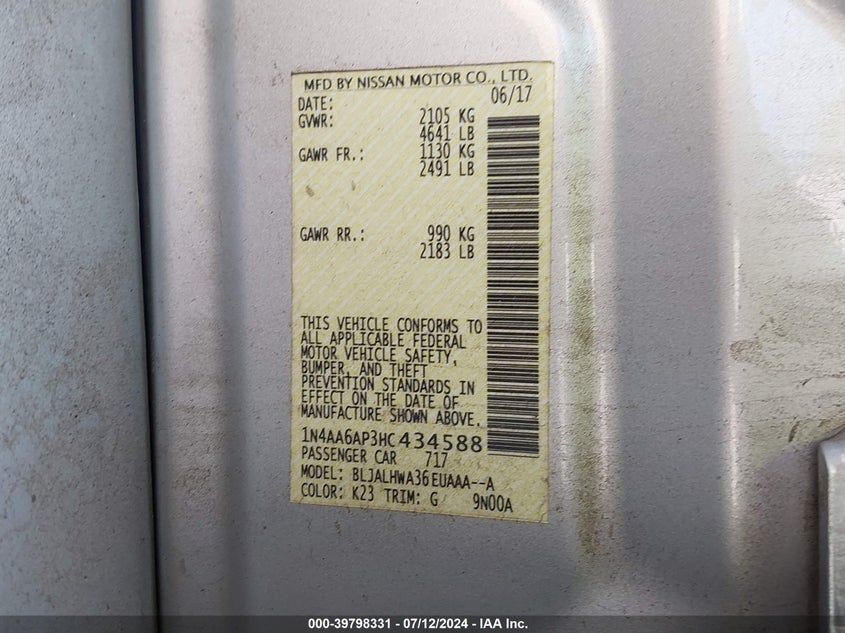 MFD BY NISSAN MOTOR CO., LTD.
DATE: 06/17
GVWR: 2105 KG
4641 LB
GAWR FR.: 1130 KG
2491 LB
GAWR RR.: 990 KG
2183 LB
THIS VEHICLE CONFORMS TO
ALL APPLICABLE FEDERAL
MOTOR VEHICLE SAFETY,
BUMPER, AND THEFT
PREVENTION STANDARDS IN
EFFECT ON THE DATE OF
MANUFACTURE SHOWN ABOVE.
1N4AA6AP3HC434588
PASSENGER CAR 717
MODEL: BLJALHWA36EUAAA--A
COLOR: K23 TRIM: G 9N00A
000-39798331 - 07/12/2024 - IAA Inc.